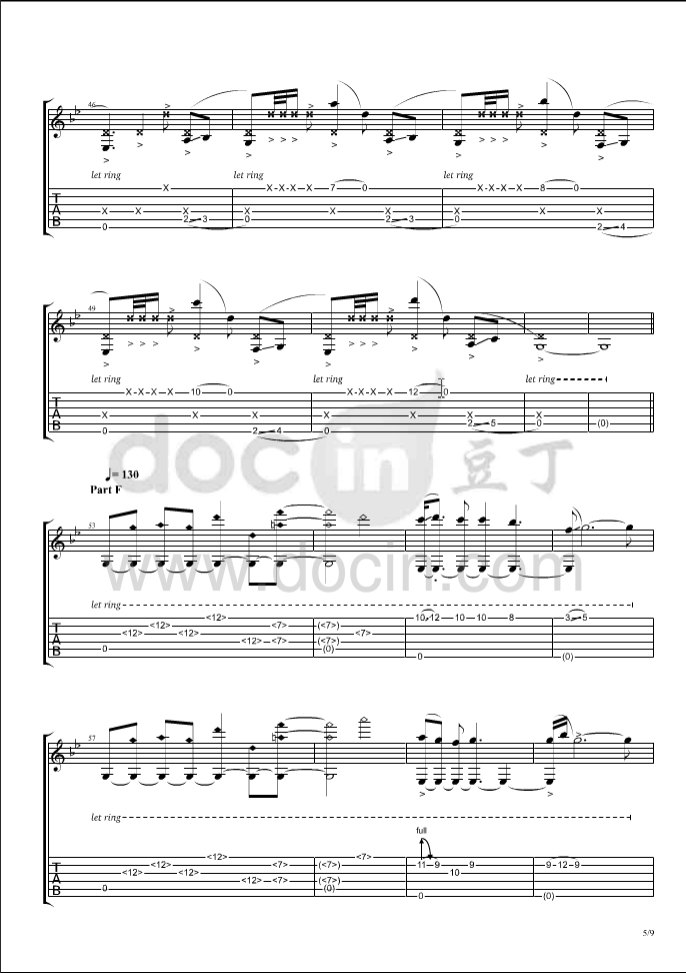 46
let ring let ring let ring
X X X-X-X X 7 0 X X-X-X X 8 0
X X X X X X
2 3 0 2 3 0
0 2 4
49
let ring let ring let ring
X-X-X X 10 0 X-X-X X 12 0
X X X X X
2 5 0 (0)
0 2 4 0
doc in 豆丁
♩= 130
Part F
53
www.docin.com
let ring
<12> 10 12 10 10 8 3 5
<12> <7> (<7>)
<12> <12> <7>
<12> <7> (<7>)
0 (0)
0 (0)
57
let ring
full
<12> <7>
<12> <7> (<7>) 11 9 9 9 12 9
<12> <12> 10
<12> <7> (<7>)
0 (0)
0 (0)
5/9